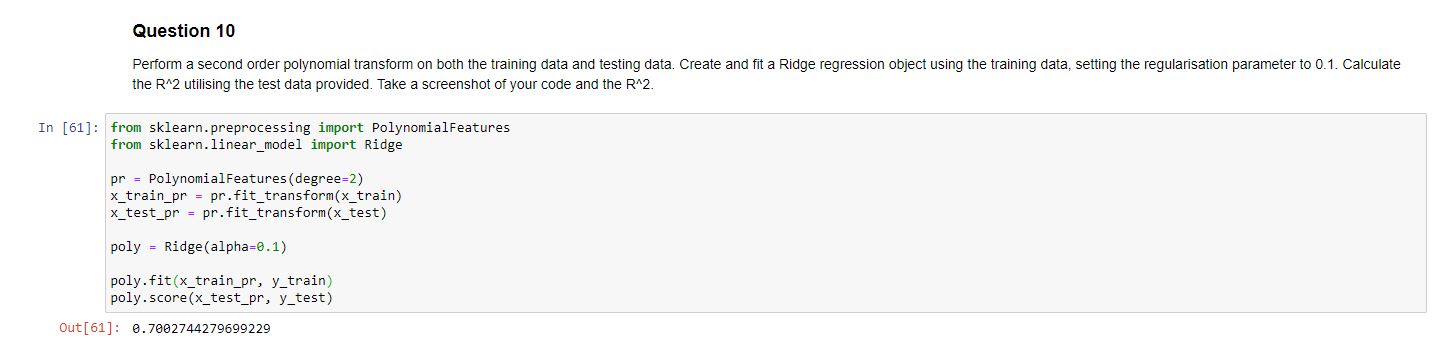 Question 10
Perform a second order polynomial transform on both the training data and testing data. Create and fit a Ridge regression object using the training data, setting the regularisation parameter to 0.1. Calculate
the R^2 utilising the test data provided. Take a screenshot of your code and the R^2.
In [61]: from sklearn.preprocessing import PolynomialFeatures
from sklearn.linear_model import Ridge
pr = PolynomialFeatures(degree=2)
x_train_pr = pr.fit_transform(x_train)
x_test_pr = pr.fit_transform(x_test)
poly = Ridge(alpha=0.1)
poly.fit(x_train_pr, y_train)
poly.score(x_test_pr, y_test)
Out[61]: 0.7002744279699229